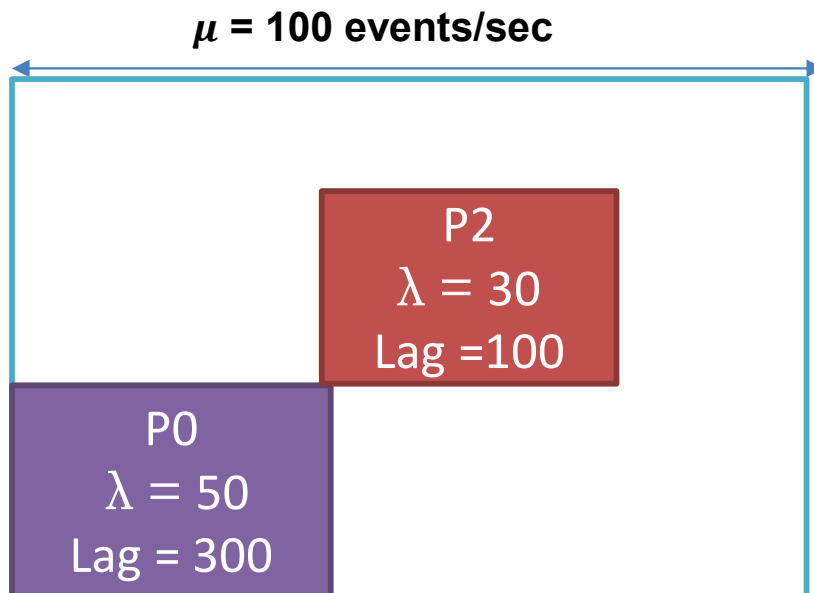 μ = 100 events/sec
P2
λ = 30
Lag =100
P0
λ = 50
Lag = 300